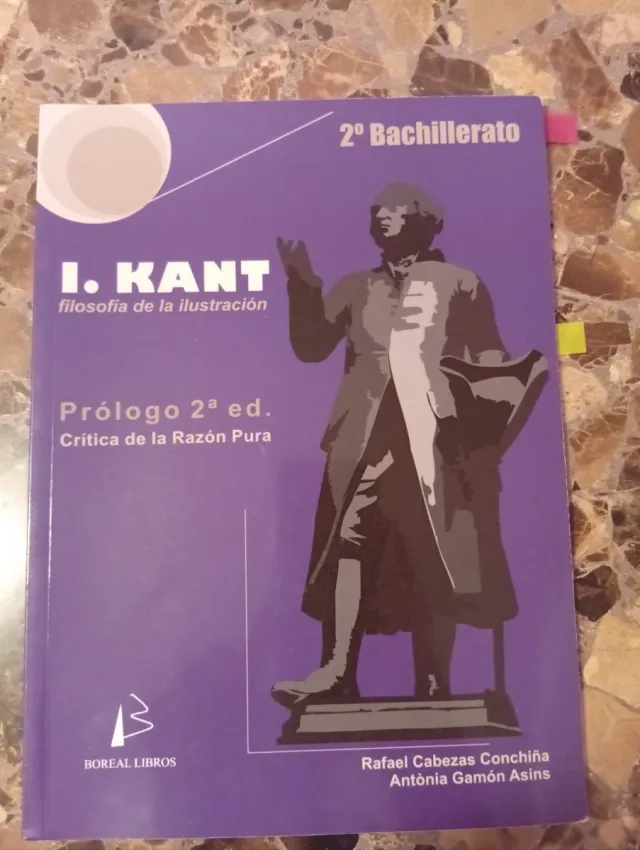 2º Bachillerato
I. KANT
filosofía de la ilustración
Prólogo 2ª ed.
Crítica de la Razón Pura
BOREAL LIBROS
Rafael Cabezas Conchiña
Antònia Gamón Asins